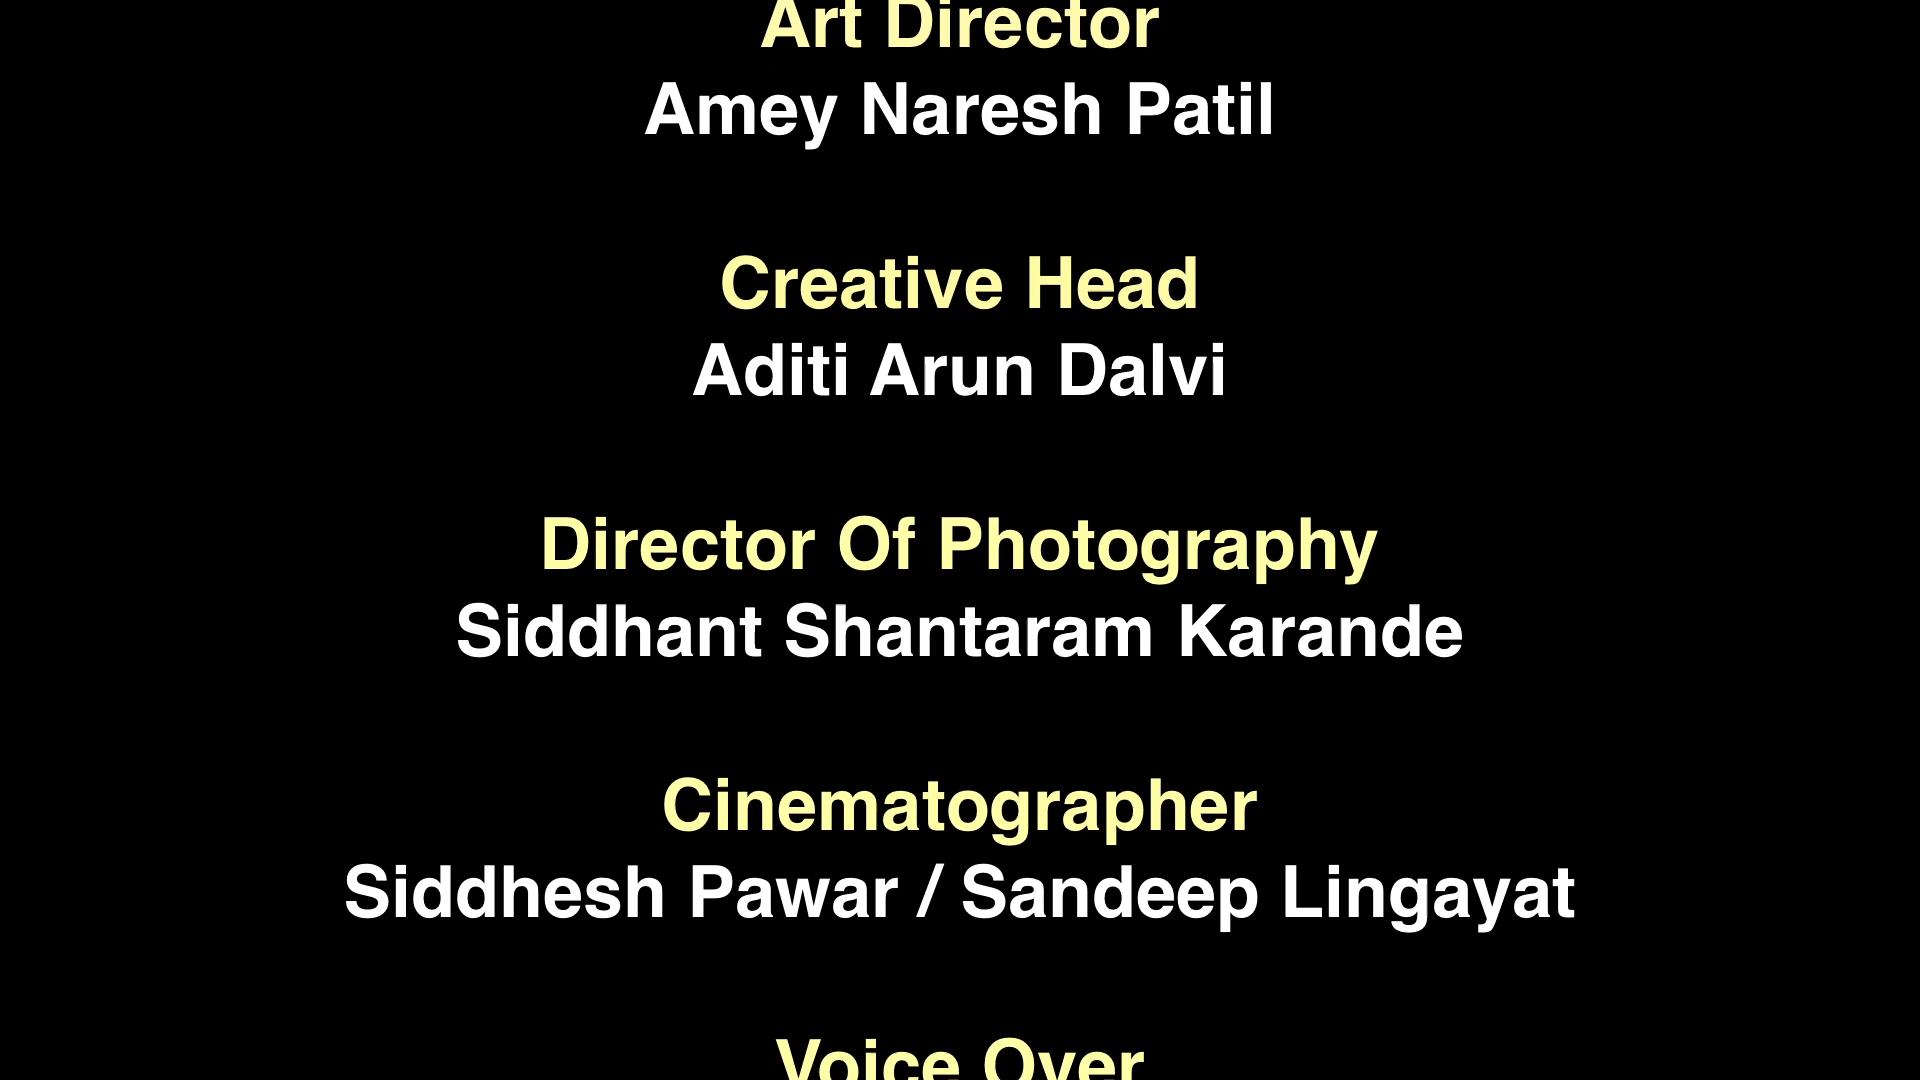 Art Director
Amey Naresh Patil
Creative Head
Aditi Arun Dalvi
Director Of Photography
Siddhant Shantaram Karande
Cinematographer
Siddhesh Pawar / Sandeep Lingayat
Voice Over